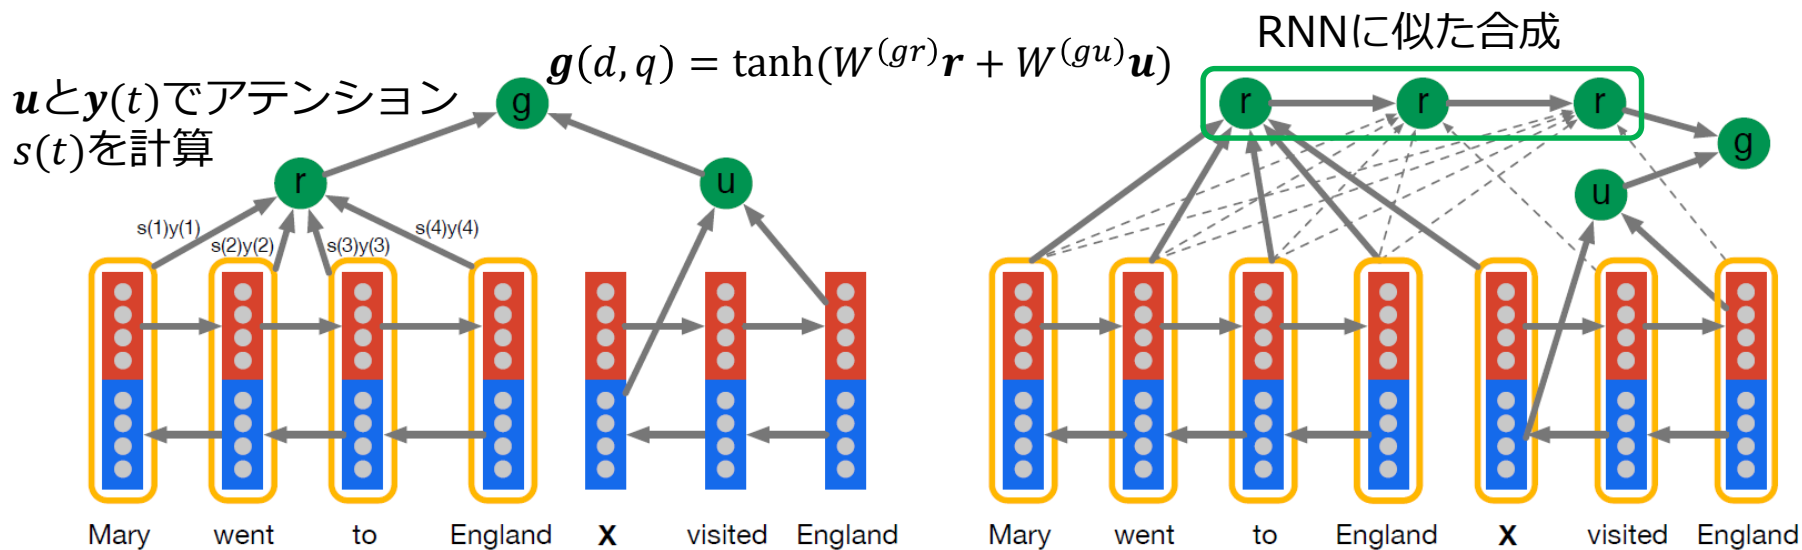 RNNに似た合成
𝒈(𝑑, 𝑞) = tanh(𝑊^(𝑔𝑟)𝒓 + 𝑊^(𝑔𝑢)𝒖)
𝒖と𝒚(𝑡)でアテンション
𝑠(𝑡)を計算
g
r
u
s(1)y(1)
s(2)y(2)
s(3)y(3)
s(4)y(4)
Mary went to England X visited England
r r r
g
u
Mary went to England X visited England